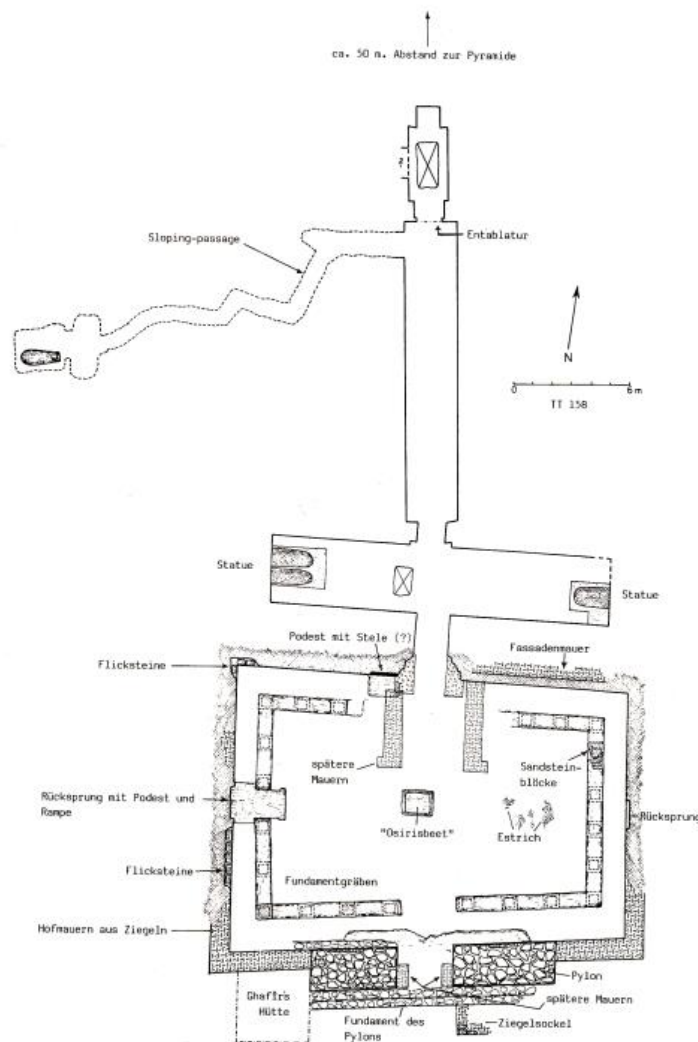 ca. 50 m. Abstand zur Pyramide
?
Sloping-passage
Entablatur
N
0
6 m
TT 158
Statue
Statue
Podest mit Stele (?)
Fassadenmauer
Flicksteine
spätere
Mauern
Sandstein-
blöcke
Rücksprung mit Podest und
Rampe
"Osirisbeet"
Estrich
Rücksprung
Flicksteine
Fundamentgräben
Hofmauern aus Ziegeln
Pylon
Ghafirs
Hütte
spätere Mauern
Fundament des
Pylons
Ziegelsockel